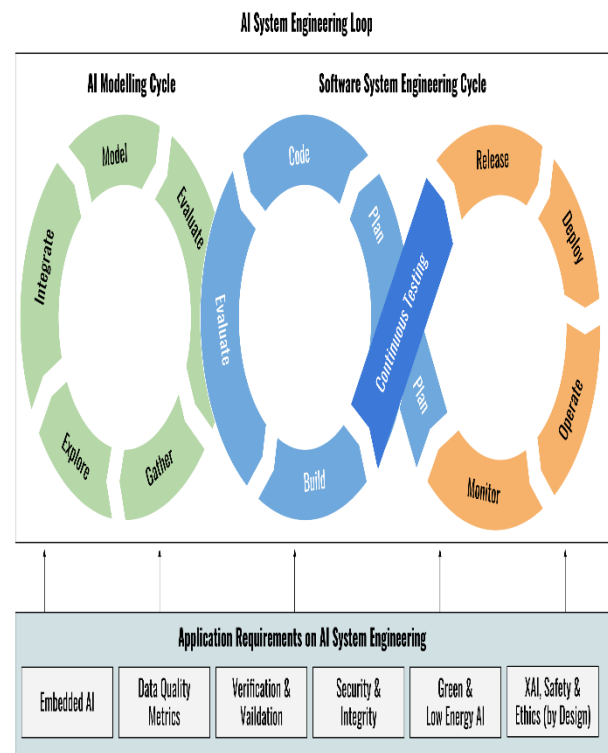 AI System Engineering Loop
AI Modelling Cycle
Software System Engineering Cycle
Model
Evaluate
Integrate
Explore
Gather
Code
Plan
Evaluate
Build
Continuous Testing
Plan
Release
Deploy
Operate
Monitor
Application Requirements on AI System Engineering
Embedded AI
Data Quality
Metrics
Verification &
Vaildation
Security &
Integrity
Green &
Low Energy AI
XAI, Safety &
Ethics (by Design)